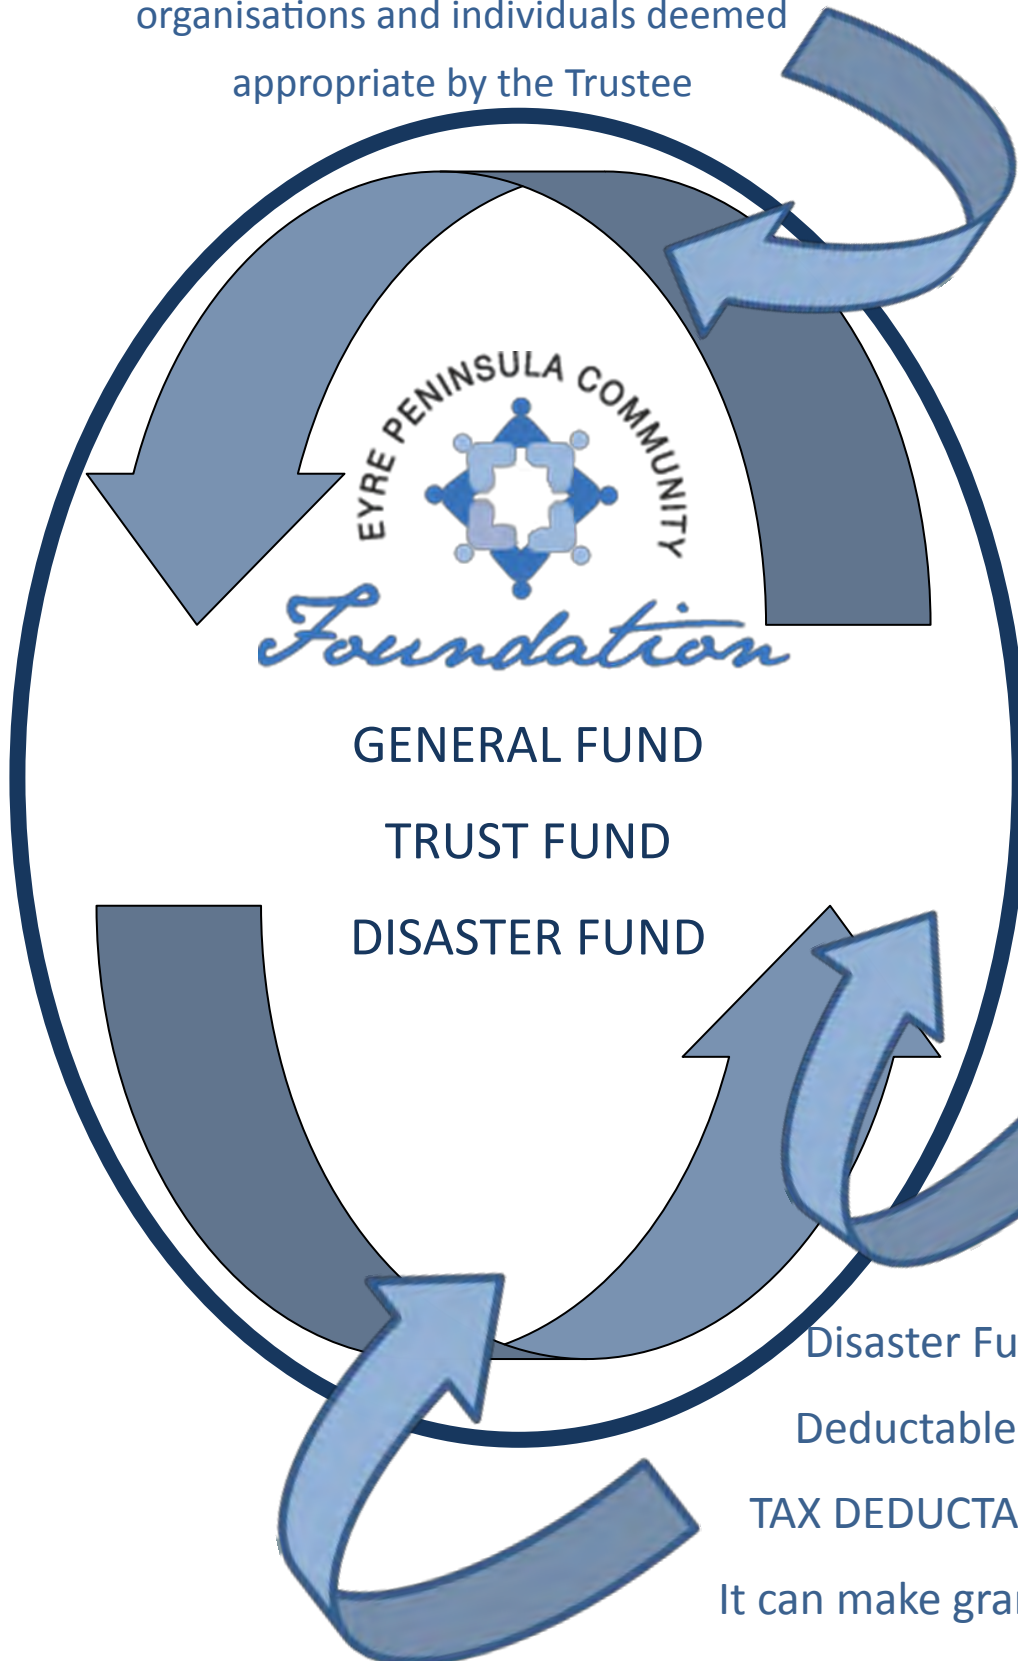 organisations and individuals deemed
appropriate by the Trustee
EYRE PENINSULA COMMUNITY
Foundation
GENERAL FUND
TRUST FUND
DISASTER FUND
Disaster Fu
Deductable
TAX DEDUCTA
It can make gra